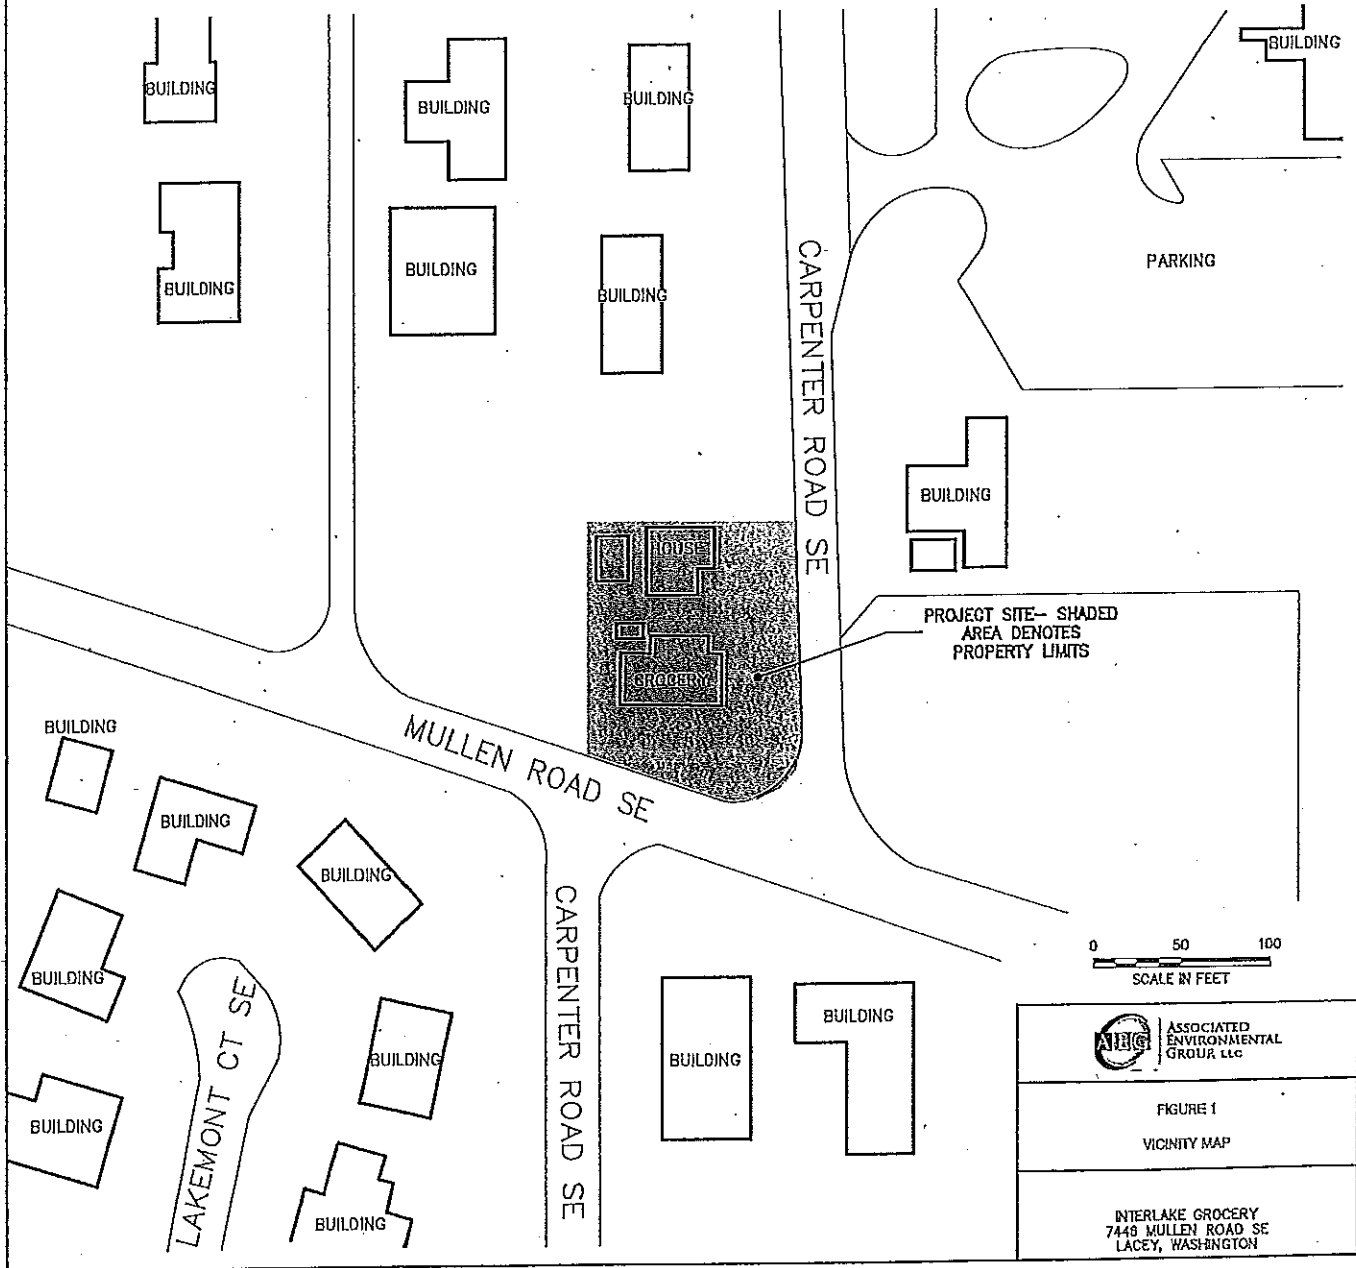 BUILDING
BUILDING
BUILDING
BUILDING
BUILDING
BUILDING
BUILDING
PARKING
BUILDING
CARPENTER ROAD SE
BUILDING
HOUSE
GROCERY
PROJECT SITE– SHADED
AREA DENOTES
PROPERTY LIMITS
MULLEN ROAD SE
BUILDING
BUILDING
BUILDING
BUILDING
LAKEMONT CT SE
BUILDING
BUILDING
BUILDING
CARPENTER ROAD SE
BUILDING
BUILDING
0 50 100
SCALE IN FEET
AEG
ASSOCIATED
ENVIRONMENTAL
GROUP, LLC
FIGURE 1
VICINITY MAP
INTERLAKE GROCERY
MULLEN ROAD SE
LACEY, WASHINGTON